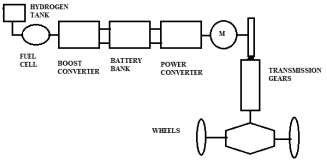 HYDROGEN
TANK
FUEL
CELL
BOOST
CONVERTER
BATTERY
BANK
POWER
CONVERTER
M
TRANSMISSION
GEARS
WHEELS